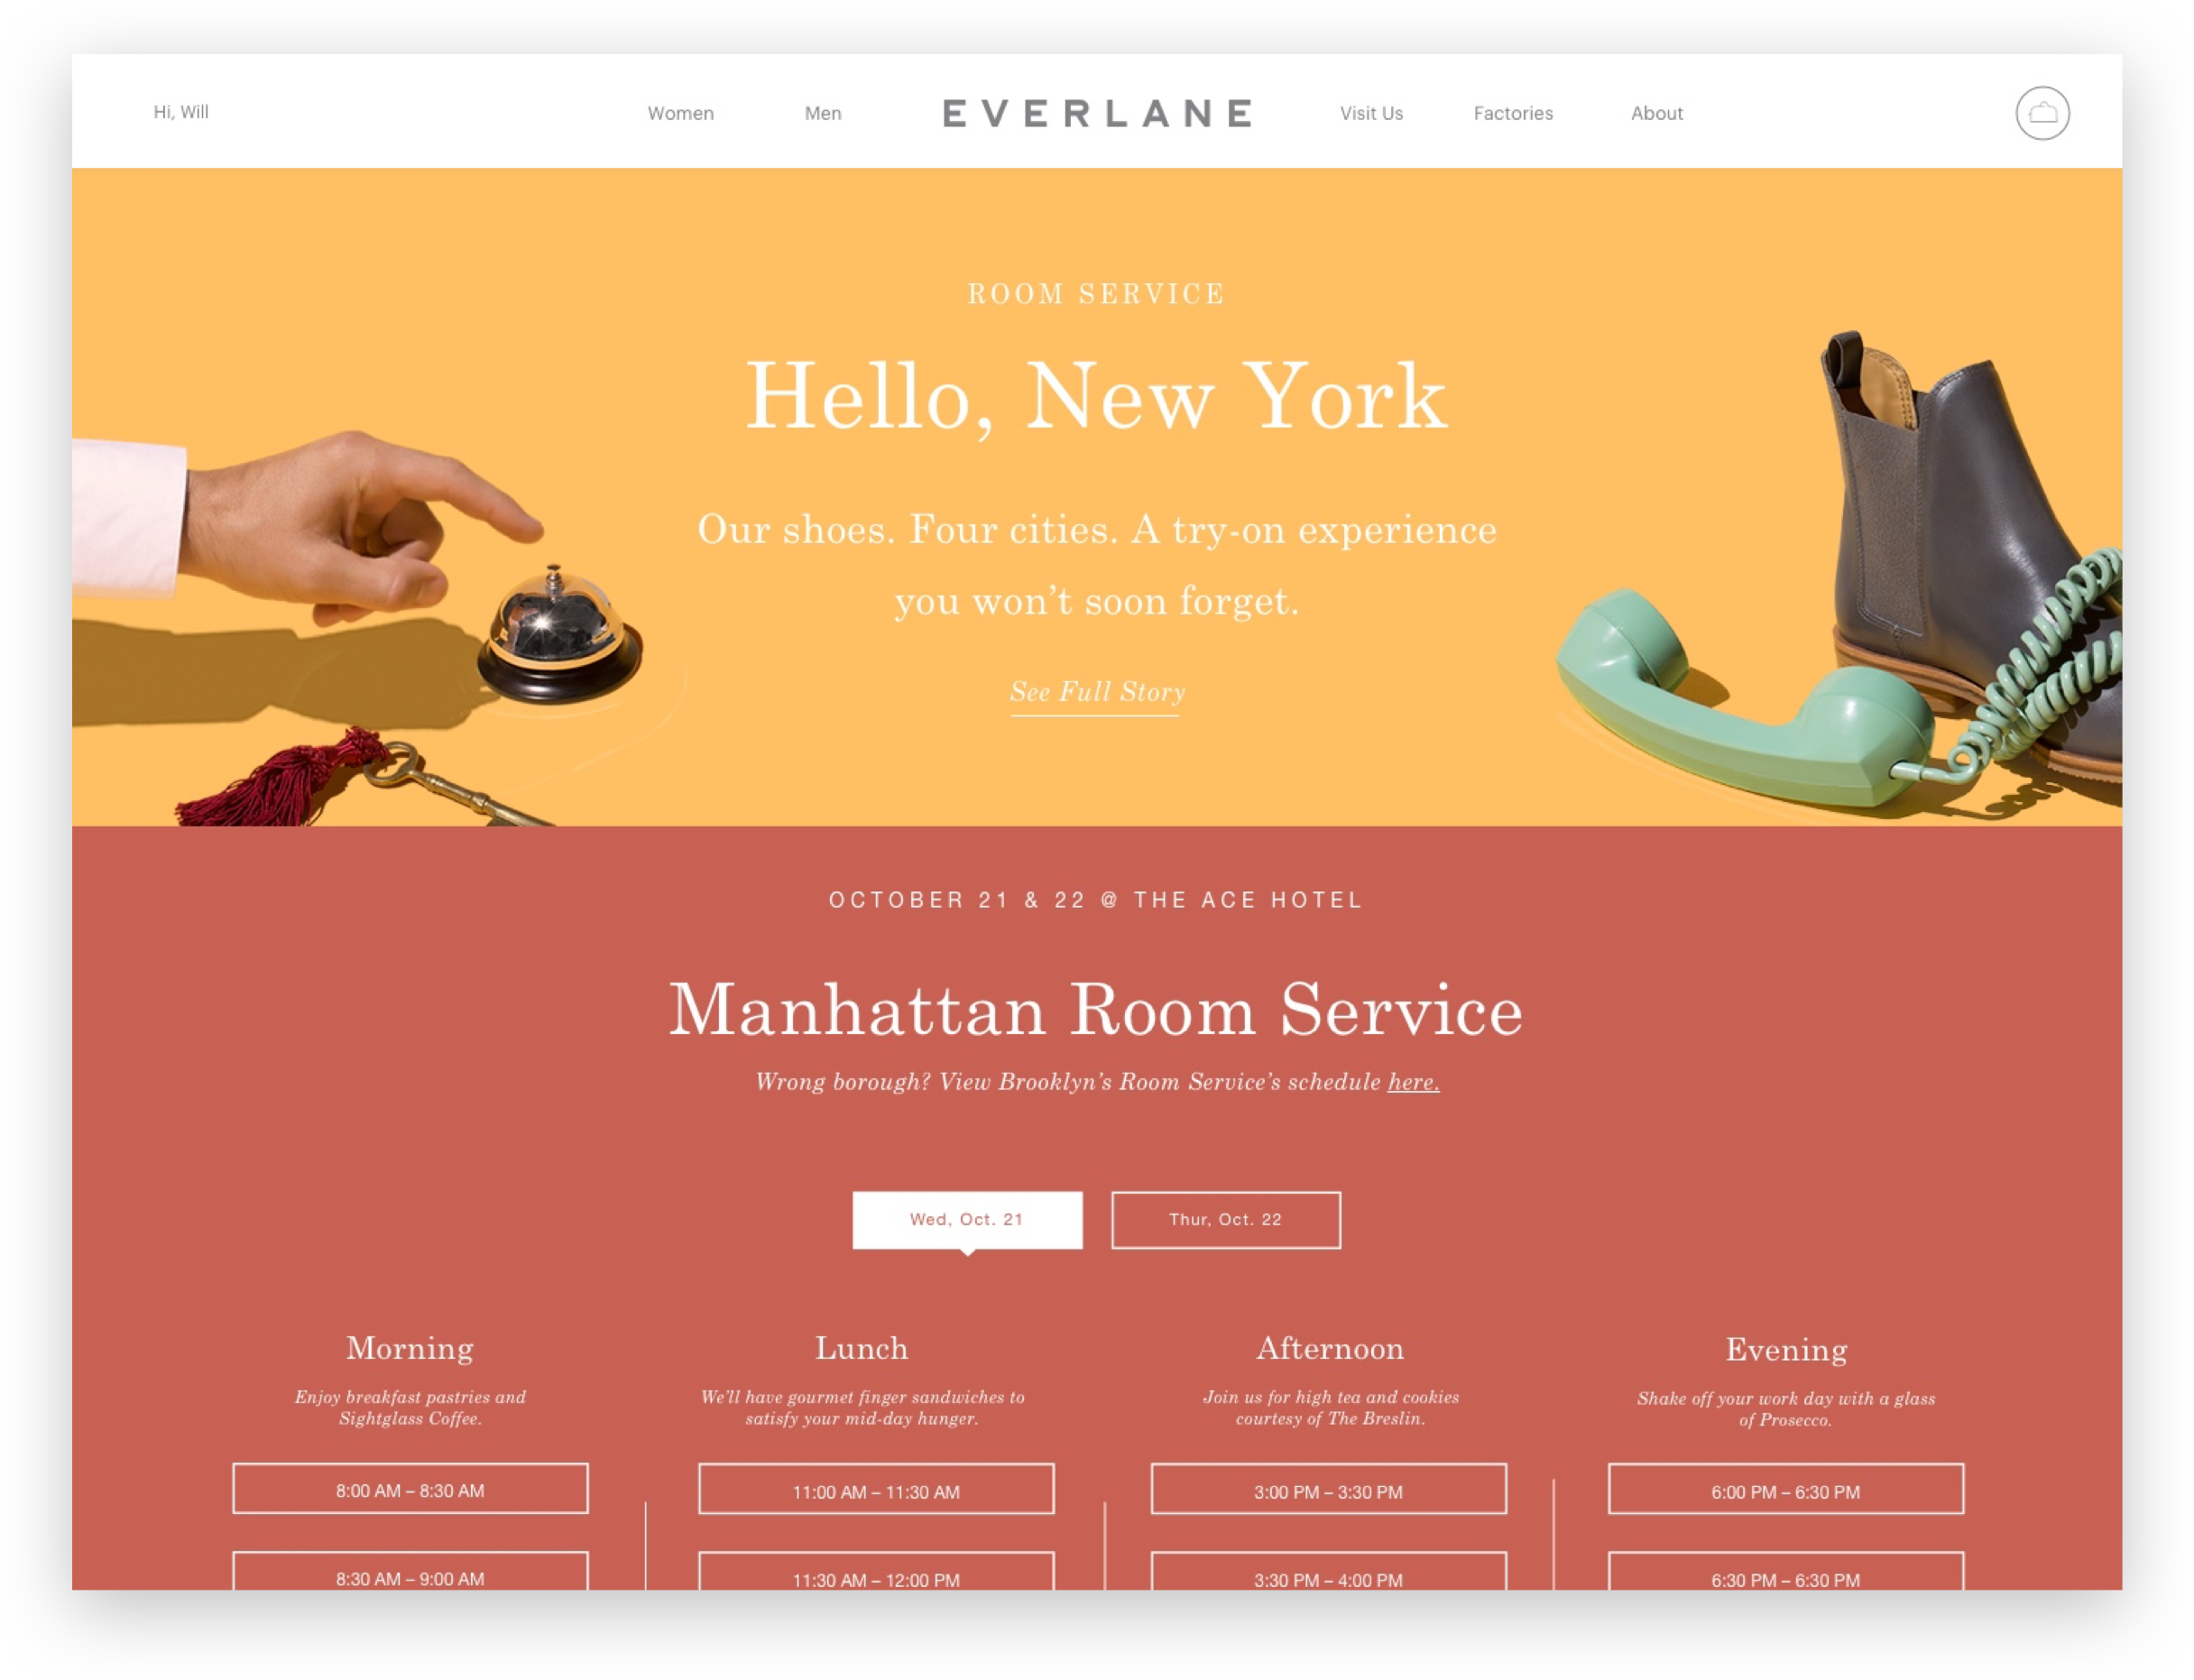 Hi, Will
Women
Men
EVERLANE
Visit Us
Factories
About
ROOM SERVICE
Hello, New York
Our shoes. Four cities. A try-on experience
you won’t soon forget.
See Full Story
OCTOBER 21 & 22 @ THE ACE HOTEL
Manhattan Room Service
Wrong borough? View Brooklyn’s Room Service’s schedule here.
Wed, Oct. 21
Thur, Oct. 22
Morning
Enjoy breakfast pastries and
Sightglass Coffee.
8:00 AM – 8:30 AM
8:30 AM – 9:00 AM
Lunch
We’ll have gourmet finger sandwiches to
satisfy your mid-day hunger.
11:00 AM – 11:30 AM
11:30 AM – 12:00 PM
Afternoon
Join us for high tea and cookies
courtesy of The Breslin.
3:00 PM – 3:30 PM
3:30 PM – 4:00 PM
Evening
Shake off your work day with a glass
of Prosecco.
6:00 PM – 6:30 PM
6:30 PM – 6:30 PM